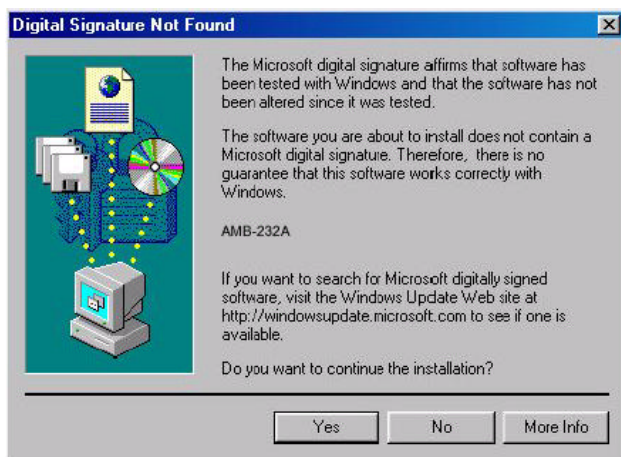 Digital Signature Not Found
The Microsoft digital signature affirms that software has
been tested with Windows and that the software has not
been altered since it was tested.
The software you are about to install does not contain a
Microsoft digital signature. Therefore, there is no
guarantee that this software works correctly with
Windows.
AMB-232A
If you want to search for Microsoft digitally signed
software, visit the Windows Update Web site at
http://windowsupdate.microsoft.com to see if one is
available.
Do you want to continue the installation?
Yes
No
More Info